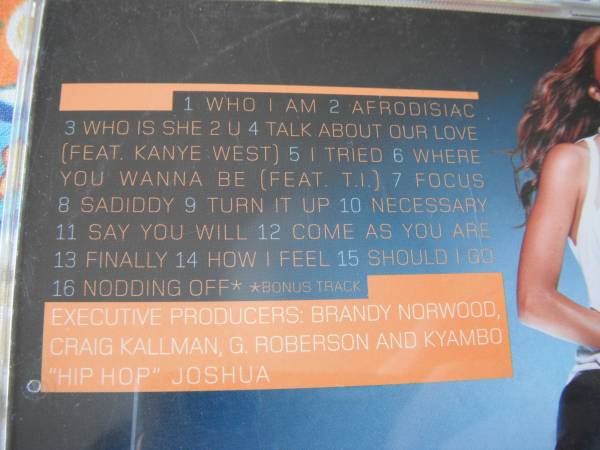 1 WHO I AM 2 AFRODISIAC
3 WHO IS SHE 2 U 4 TALK ABOUT OUR LOVE
(FEAT. KANYE WEST) 5 I TRIED 6 WHERE
YOU WANNA BE (FEAT. T.I.) 7 FOCUS
8 SADIDDY 9 TURN IT UP 10 NECESSARY
11 SAY YOU WILL 12 COME AS YOU ARE
13 FINALLY 14 HOW I FEEL 15 SHOULD I GO
16 NODDING OFF* *BONUS TRACK
EXECUTIVE PRODUCERS: BRANDY NORWOOD,
CRAIG KALLMAN, G. ROBERSON AND KYAMBO
"HIP HOP" JOSHUA